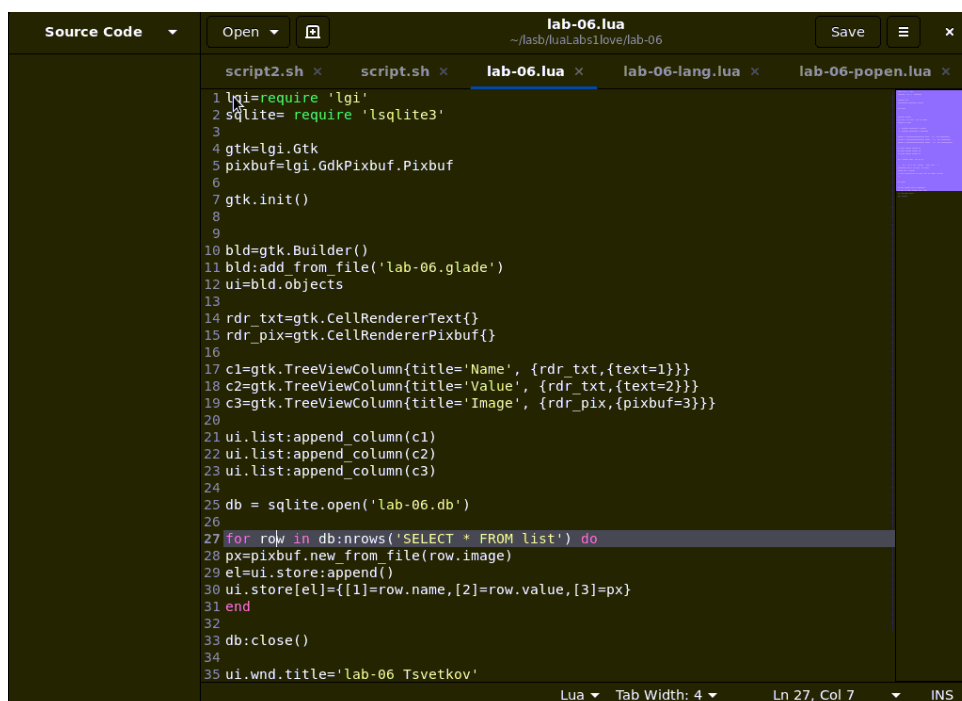 Source Code
Open
lab-06.lua
~/lasb/luaLabs1love/lab-06
Save
script2.sh × script.sh × lab-06.lua × lab-06-lang.lua × lab-06-popen.lua ×
1 lgi=require 'lgi'
2 sqlite= require 'lsqlite3'
3
4 gtk=lgi.Gtk
5 pixbuf=lgi.GdkPixbuf.Pixbuf
6
7 gtk.init()
8
9
10 bld=gtk.Builder()
11 bld:add_from_file('lab-06.glade')
12 ui=bld.objects
13
14 rdr_txt=gtk.CellRendererText{}
15 rdr_pix=gtk.CellRendererPixbuf{}
16
17 c1=gtk.TreeViewColumn{title='Name', {rdr_txt,{text=1}}}
18 c2=gtk.TreeViewColumn{title='Value', {rdr_txt,{text=2}}}
19 c3=gtk.TreeViewColumn{title='Image', {rdr_pix,{pixbuf=3}}}
20
21 ui.list:append_column(c1)
22 ui.list:append_column(c2)
23 ui.list:append_column(c3)
24
25 db = sqlite.open('lab-06.db')
26
27 for row in db:nrows('SELECT * FROM list') do
28 px=pixbuf.new_from_file(row.image)
29 el=ui.store:append()
30 ui.store[el]={[1]=row.name,[2]=row.value,[3]=px}
31 end
32
33 db:close()
34
35 ui.wnd.title='lab-06 Tsvetkov'
Lua Tab Width: 4 Ln 27, Col 7 INS